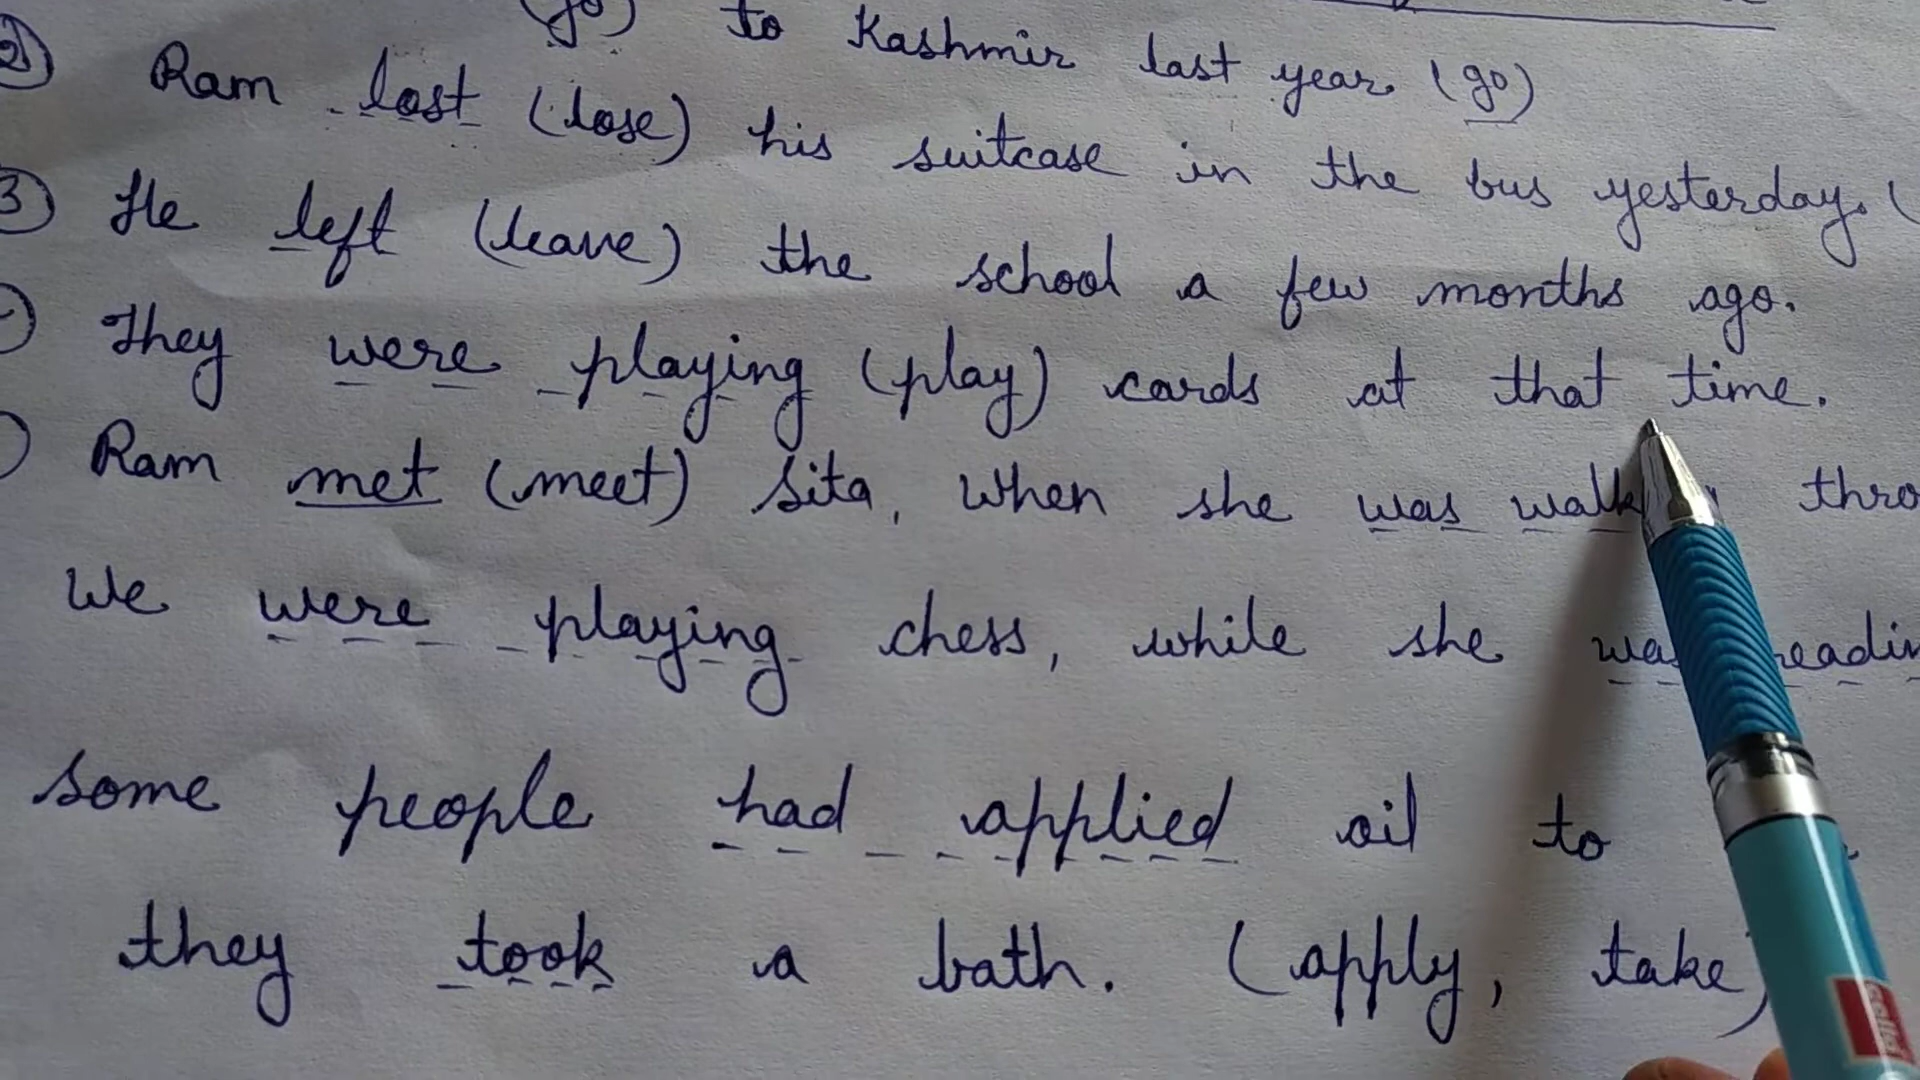 (go) to Kashmir last year (go)
2 Ram lost (lose) his suitcase in the bus yesterday. (
3 He left (leave) the school a few months ago.
They were playing (play) cards at that time.
Ram met (meet) Sita, when she was
We were playing chess, while she
Some people had applied oil to
they took a bath. (apply, take)